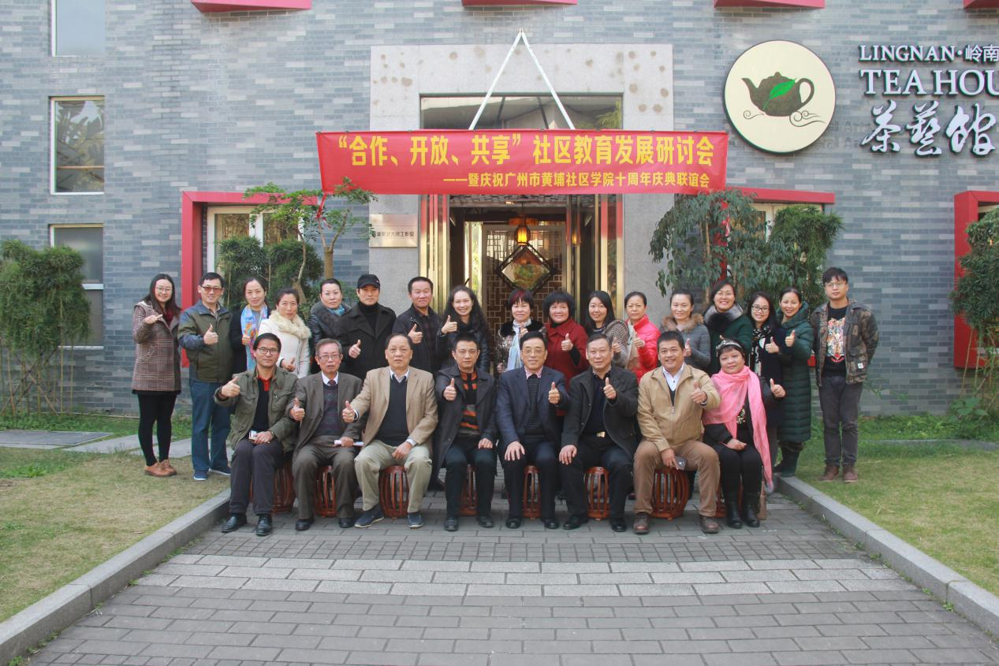 LINGNAN·岭南
TEA HOU
茶藝馆
“合作、开放、共享”社区教育发展研讨会
——暨庆祝广州市黄埔社区学院十周年庆典联谊会